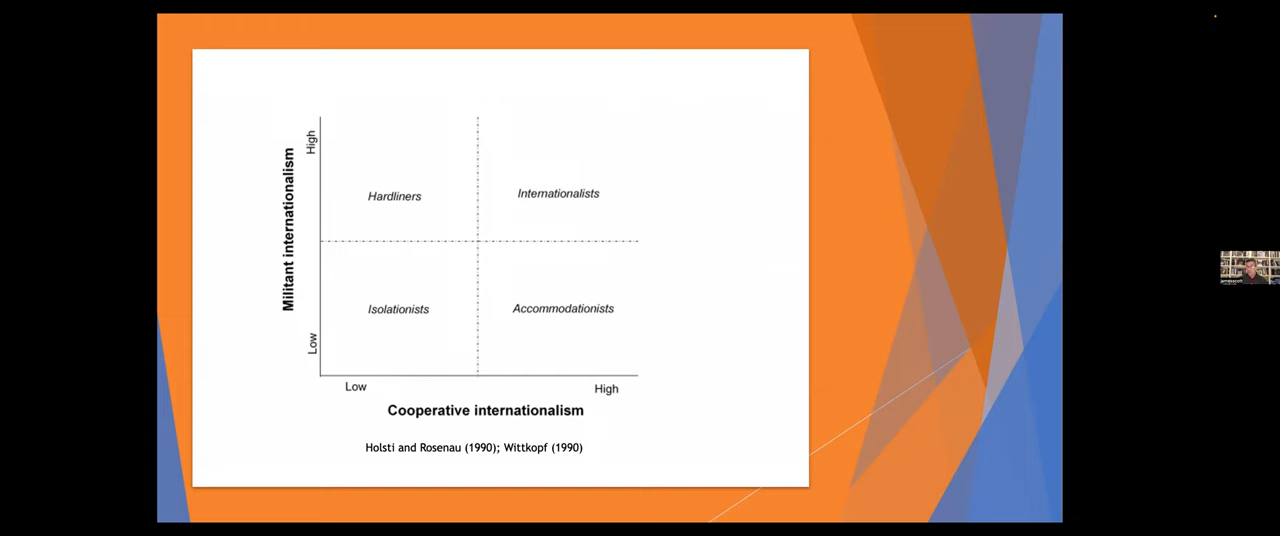 High
Militant internationalism
Hardliners
Internationalists
Isolationists
Accommodationists
Low
Low
High
Cooperative internationalism
Holsti and Rosenau (1990); Wittkopf (1990)